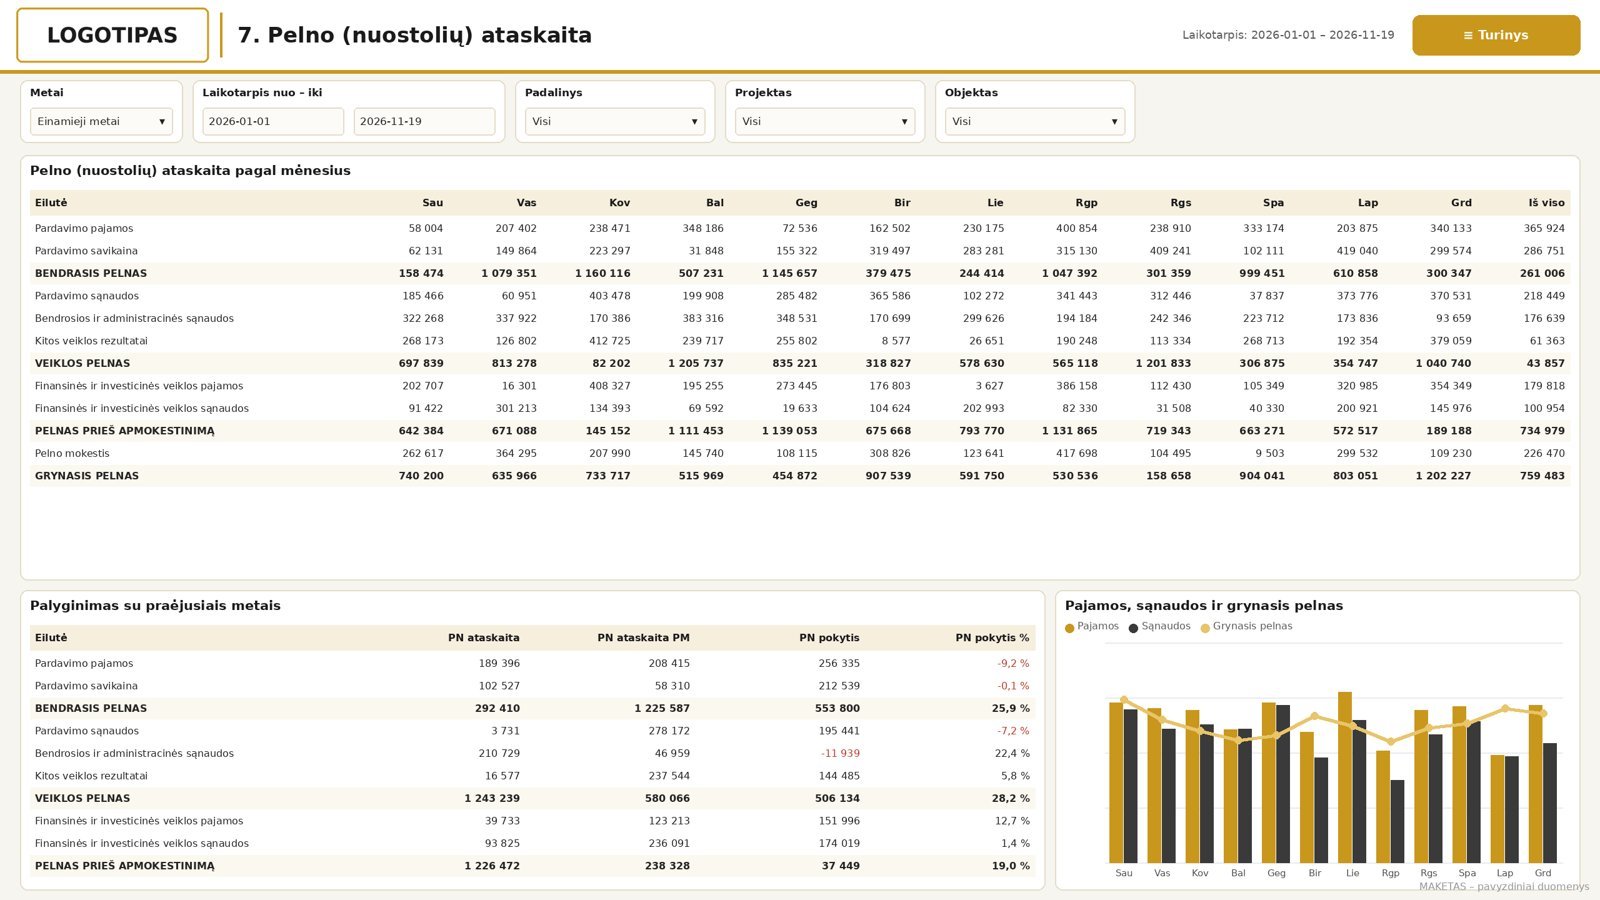 LOGOTIPAS
7. Pelno (nuostolių) ataskaita
Laikotarpis: 2026-01-01 – 2026-11-19
≡ Turinys
Metai
Laikotarpis nuo – iki
Padalinys
Projektas
Objektas
Einamieji metai ▼
2026-01-01
2026-11-19
Visi ▼
Visi ▼
Visi ▼
Pelno (nuostolių) ataskaita pagal mėnesius
Eilutė Sau Vas Kov Bal Geg Bir Lie Rgp Rgs Spa Lap Grd Iš viso
Pardavimo pajamos 58 004 207 402 238 471 348 186 72 536 162 502 230 175 400 854 238 910 333 174 203 875 340 133 365 924
Pardavimo savikaina 62 131 149 864 223 297 31 848 155 322 319 497 283 281 315 130 409 241 102 111 419 040 299 574 286 751
BENDRASIS PELNAS 158 474 1 079 351 1 160 116 507 231 1 145 657 379 475 244 414 1 047 392 301 359 999 451 610 858 300 347 261 006
Pardavimo sąnaudos 185 466 60 951 403 478 199 908 285 482 365 586 102 272 341 443 312 446 37 837 373 776 370 531 218 449
Bendrosios ir administracinės sąnaudos 322 268 337 922 170 386 383 316 348 531 170 699 299 626 194 184 242 346 223 712 173 836 93 659 176 639
Kitos veiklos rezultatai 268 173 126 802 412 725 239 717 255 802 8 577 26 651 190 248 113 334 268 713 192 354 379 059 61 363
VEIKLOS PELNAS 697 839 813 278 82 202 1 205 737 835 221 318 827 578 630 565 118 1 201 833 306 875 354 747 1 040 740 43 857
Finansinės ir investicinės veiklos pajamos 202 707 16 301 408 327 195 255 273 445 176 803 3 627 386 158 112 430 105 349 320 985 354 349 179 818
Finansinės ir investicinės veiklos sąnaudos 91 422 301 213 134 393 69 592 19 633 104 624 202 993 82 330 31 508 40 330 200 921 145 976 100 954
PELNAS PRIEŠ APMOKESTINIMĄ 642 384 671 088 145 152 1 111 453 1 139 053 675 668 793 770 1 131 865 719 343 663 271 572 517 189 188 734 979
Pelno mokestis 262 617 364 295 207 990 145 740 108 115 308 826 123 641 417 698 104 495 9 503 299 532 109 230 226 470
GRYNASIS PELNAS 740 200 635 966 733 717 515 969 454 872 907 539 591 750 530 536 158 658 904 041 803 051 1 202 227 759 483
Palyginimas su praėjusiais metais
Eilutė PN ataskaita PN ataskaita PM PN pokytis PN pokytis %
Pardavimo pajamos 189 396 208 415 256 335 -9,2 %
Pardavimo savikaina 102 527 58 310 212 539 -0,1 %
BENDRASIS PELNAS 292 410 1 225 587 553 800 25,9 %
Pardavimo sąnaudos 3 731 278 172 195 441 -7,2 %
Bendrosios ir administracinės sąnaudos 210 729 46 959 -11 939 22,4 %
Kitos veiklos rezultatai 16 577 237 544 144 485 5,8 %
VEIKLOS PELNAS 1 243 239 580 066 506 134 28,2 %
Finansinės ir investicinės veiklos pajamos 39 733 123 213 151 996 12,7 %
Finansinės ir investicinės veiklos sąnaudos 93 825 236 091 174 019 1,4 %
PELNAS PRIEŠ APMOKESTINIMĄ 1 226 472 238 328 37 449 19,0 %
Pajamos, sąnaudos ir grynasis pelnas
Pajamos Sąnaudos Grynasis pelnas
Sau Vas Kov Bal Geg Bir Lie Rgp Rgs Spa Lap Grd
MAKETAS – pavyzdiniai duomenys